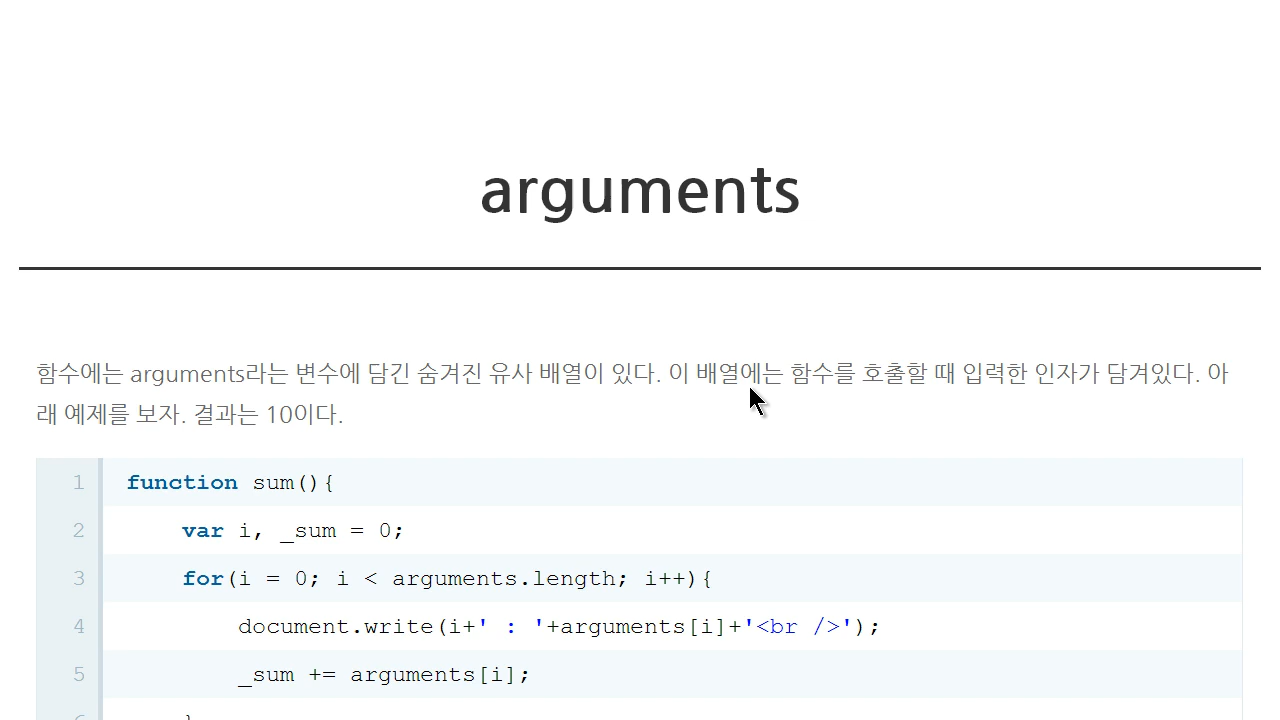 arguments
함수에는 arguments라는 변수에 담긴 숨겨진 유사 배열이 있다. 이 배열에는 함수를 호출할 때 입력한 인자가 담겨있다. 아
래 예제를 보자. 결과는 10이다.
1 function sum(){
2 var i, _sum = 0;
3 for(i = 0; i < arguments.length; i++){
4 document.write(i+' : '+arguments[i]+'<br />');
5 _sum += arguments[i];
6 }